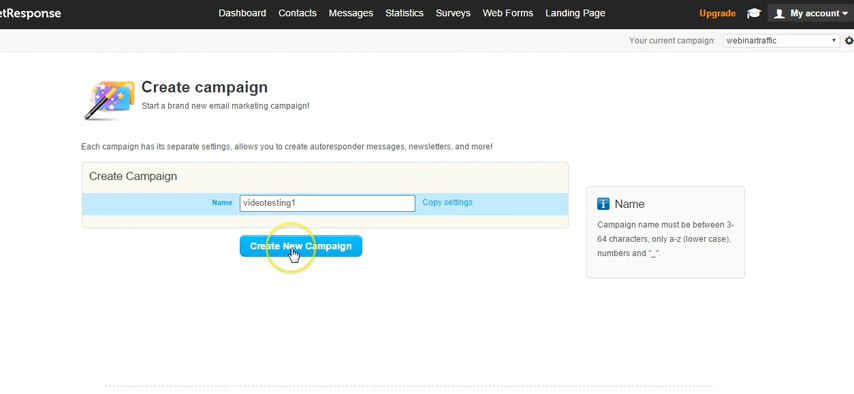 etResponse Dashboard Contacts Messages Statistics Surveys Web Forms Landing Page Upgrade My account
Your current campaign: webinartraffic
Create campaign
Start a brand new email marketing campaign!
Each campaign has its separate settings, allows you to create autoresponder messages, newsletters, and more!
Create Campaign
Name videotesting1 Copy settings
Create New Campaign
Name
Campaign name must be between 3-
64 characters, only a-z (lower case),
numbers and "_".